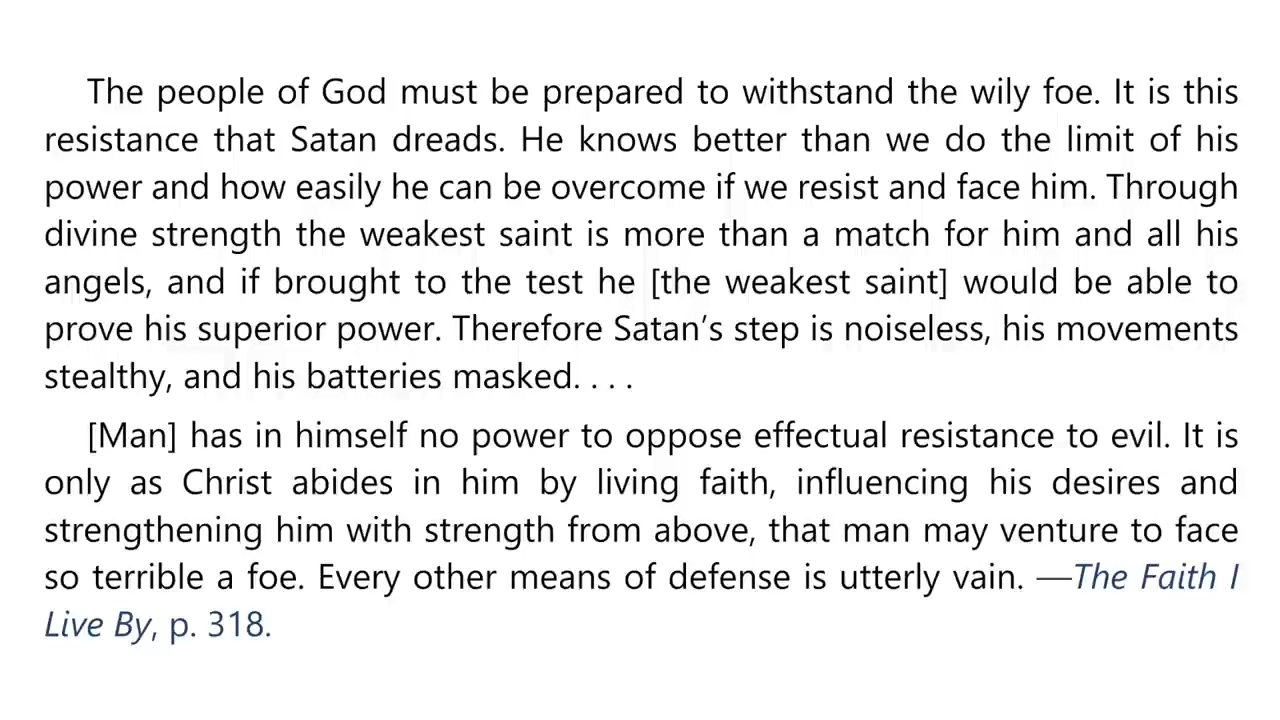 The people of God must be prepared to withstand the wily foe. It is this
resistance that Satan dreads. He knows better than we do the limit of his
power and how easily he can be overcome if we resist and face him. Through
divine strength the weakest saint is more than a match for him and all his
angels, and if brought to the test he [the weakest saint] would be able to
prove his superior power. Therefore Satan’s step is noiseless, his movements
stealthy, and his batteries masked. . . .
[Man] has in himself no power to oppose effectual resistance to evil. It is
only as Christ abides in him by living faith, influencing his desires and
strengthening him with strength from above, that man may venture to face
so terrible a foe. Every other means of defense is utterly vain. —The Faith I
Live By, p. 318.